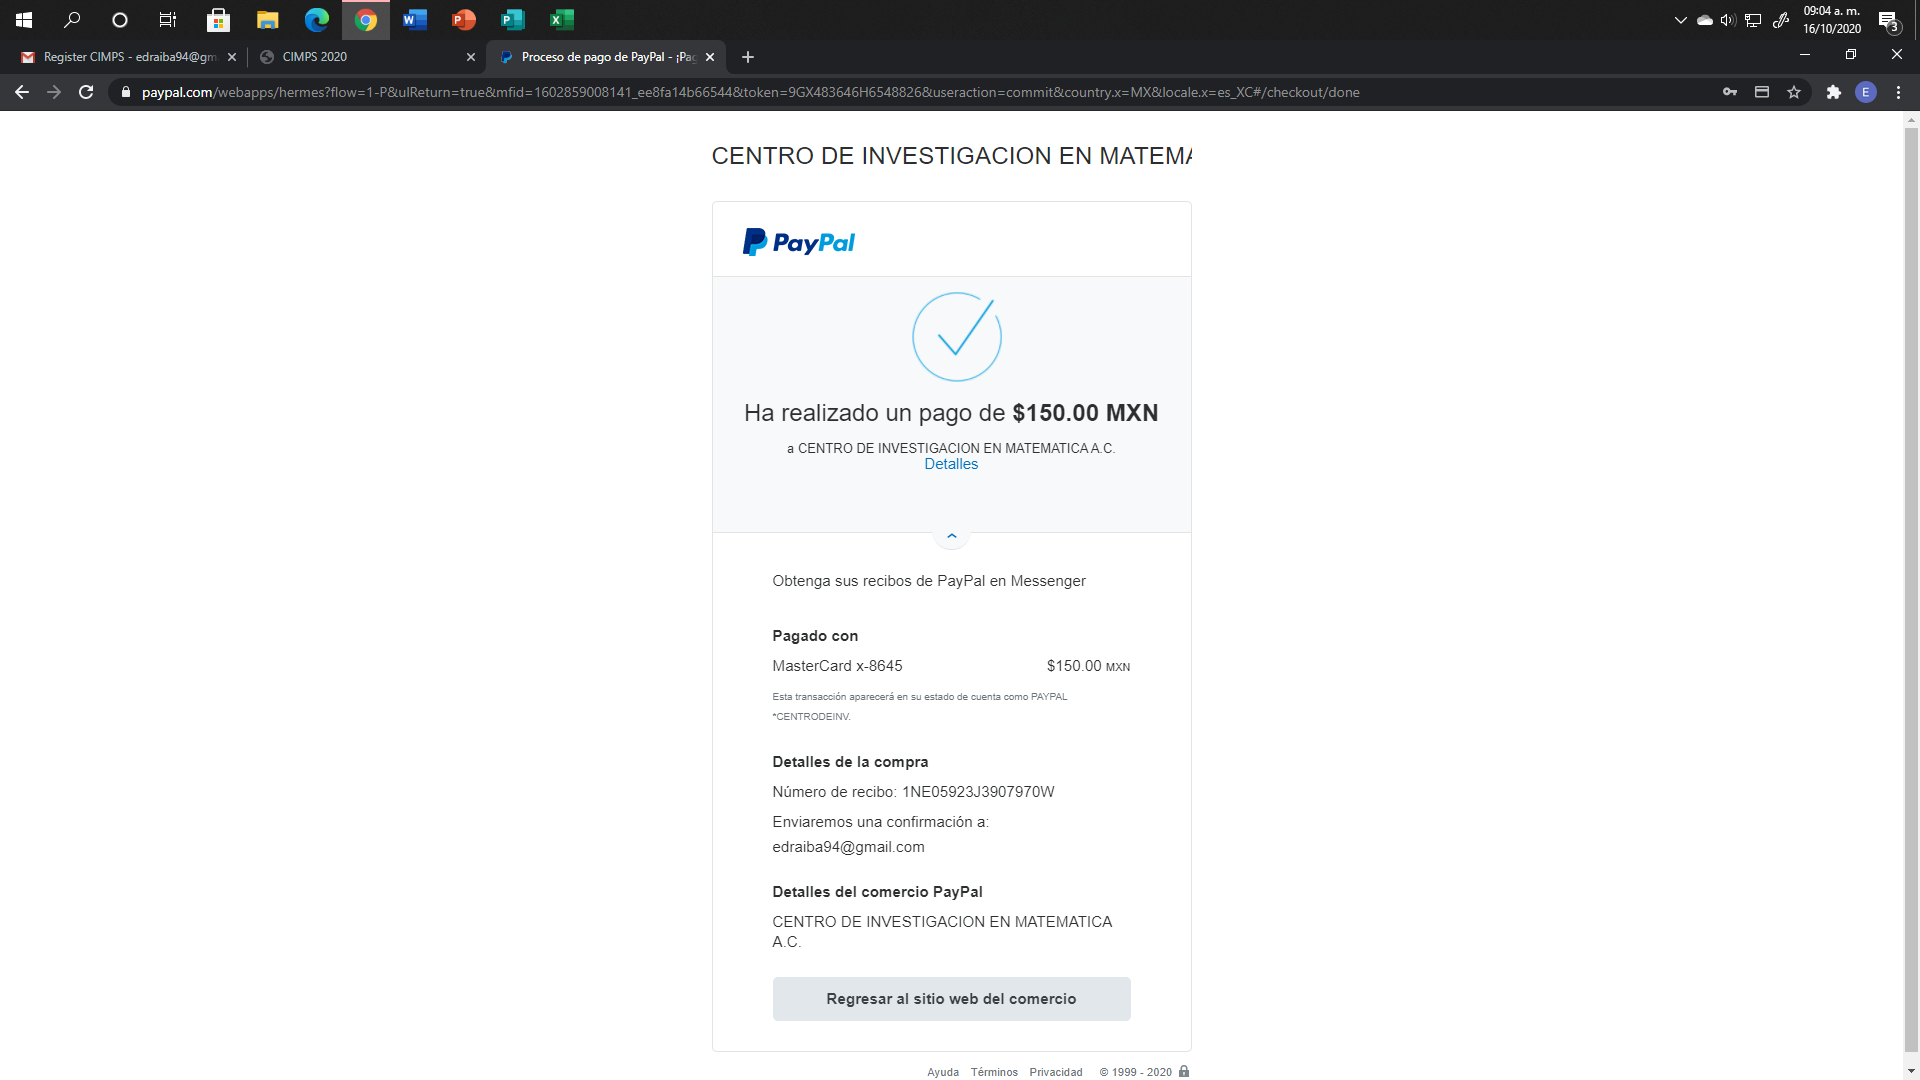 09:04 a. m.
16/10/2020
3
Register CIMPS - edraiba94@gm
CIMPS 2020
Proceso de pago de PayPal - ¡Pag
paypal.com/webapps/hermes?flow=1-P&ulReturn=true&mfid=1602859008141_ee8fa14b66544&token=9GX483646H6548826&useraction=commit&country.x=MX&locale.x=es_XC#/checkout/done
E
CENTRO DE INVESTIGACION EN MATEMA
PayPal
Ha realizado un pago de $150.00 MXN
a CENTRO DE INVESTIGACION EN MATEMATICA A.C.
Detalles
Obtenga sus recibos de PayPal en Messenger
Pagado con
MasterCard x-8645 $150.00 MXN
Esta transacción aparecerá en su estado de cuenta como PAYPAL
*CENTRODEINV.
Detalles de la compra
Número de recibo: 1NE05923J3907970W
Enviaremos una confirmación a:
edraiba94@gmail.com
Detalles del comercio PayPal
CENTRO DE INVESTIGACION EN MATEMATICA
A.C.
Regresar al sitio web del comercio
Ayuda Términos Privacidad © 1999 - 2020